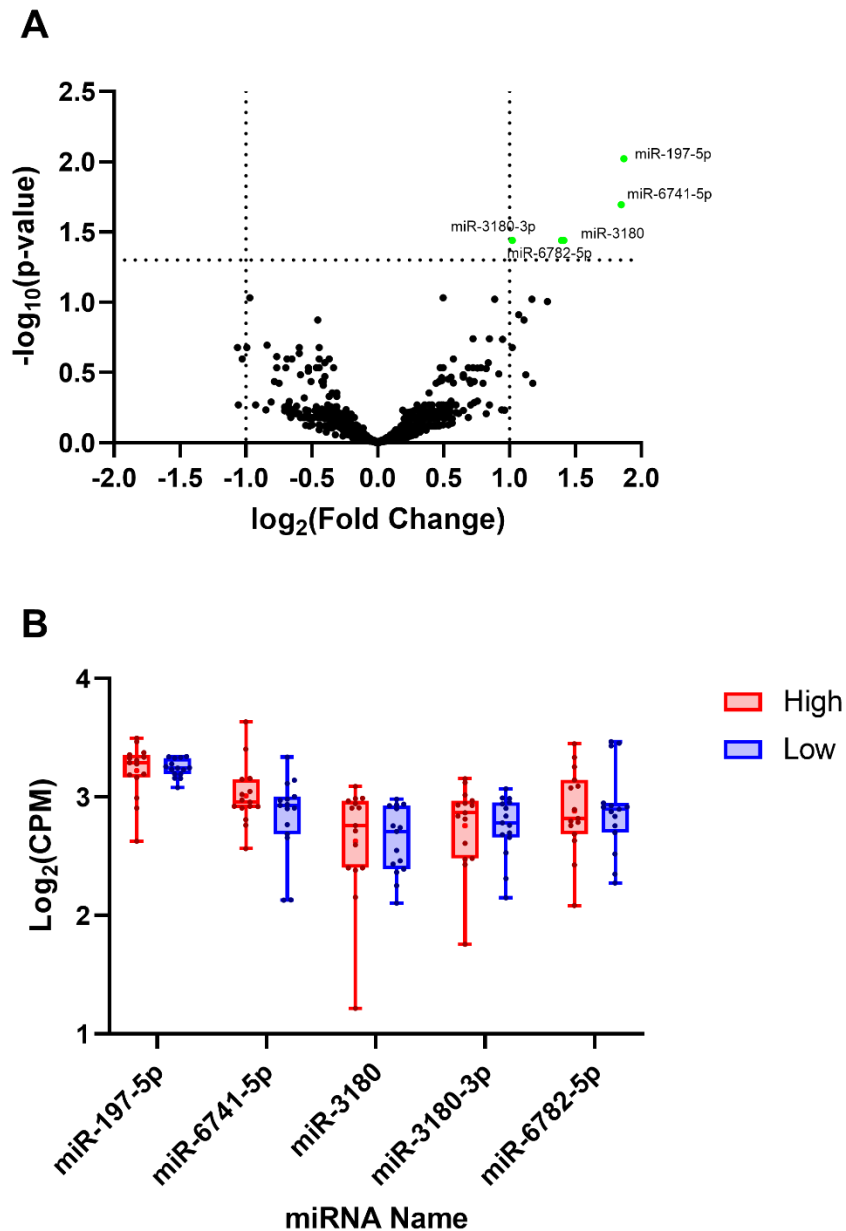 A
2.5
2.0
1.5
1.0
0.5
0.0
-log10(p-value)
miR-197-5p
miR-6741-5p
miR-3180-3p
miR-3180
miR-6782-5p
-2.0 -1.5 -1.0 -0.5 0.0 0.5 1.0 1.5 2.0
log2(Fold Change)
B
4
3
2
1
Log2(CPM)
High
Low
miR-197-5p
miR-6741-5p
miR-3180
miR-3180-3p
miR-6782-5p
miRNA Name